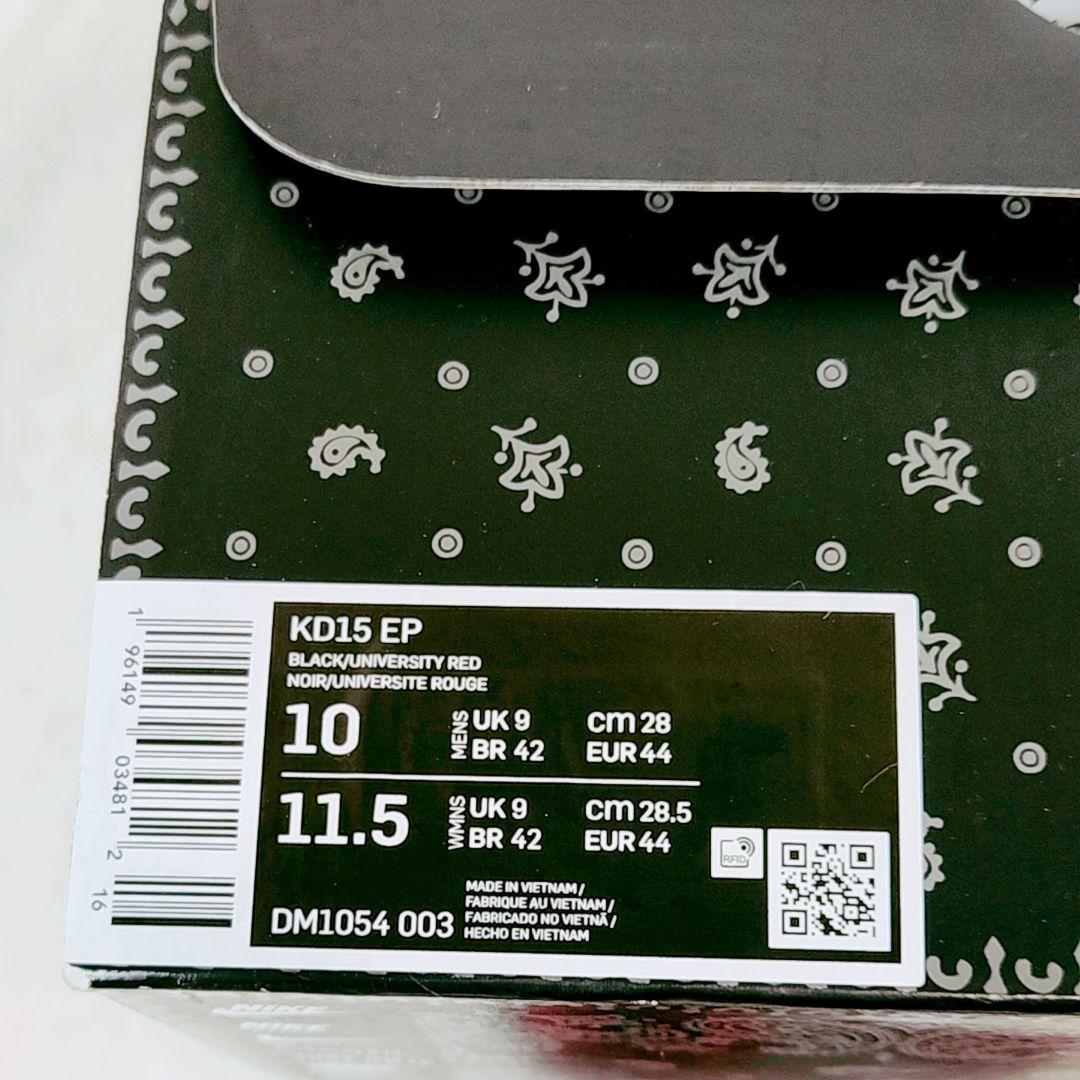 KD15 EP
BLACK/UNIVERSITY RED
NOIR/UNIVERSITE ROUGE
10 MENS UK 9 cm 28
BR 42 EUR 44
11.5 WMNS UK 9 cm 28.5
BR 42 EUR 44
RFID
MADE IN VIETNAM /
FABRIQUE AU VIETNAM /
FABRICADO NO VIETNÃ /
HECHO EN VIETNAM
DM1054 003
1 96149 03481 2 16
NIKE
NIKE